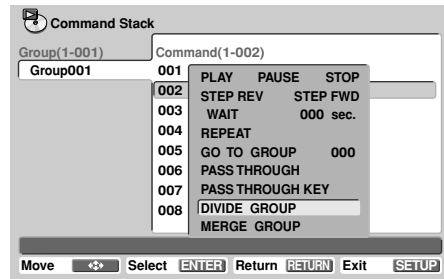 Command Stack
Group(1-001) Command(1-002)
Group001
001
002
003
004
005
006
007
008
PLAY PAUSE STOP
STEP REV STEP FWD
WAIT 000 sec.
REPEAT
GO TO GROUP 000
PASS THROUGH
PASS THROUGH KEY
DIVIDE GROUP
MERGE GROUP
Move Select ENTER Return RETURN Exit SETUP